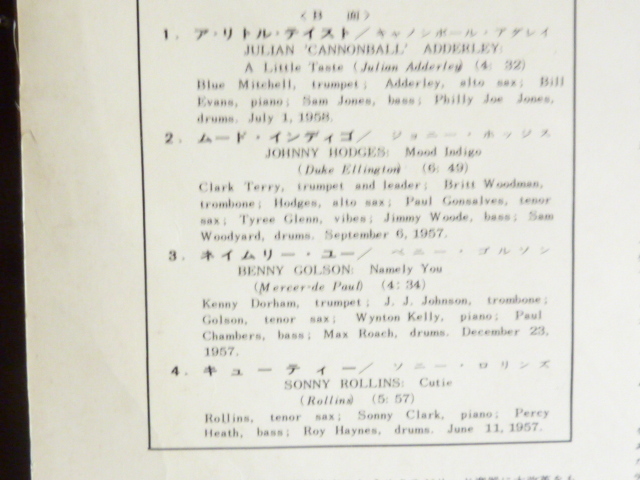 〈B 面〉
1. ア・リトル・テイスト／キャノンボール・アダレイ
JULIAN 'CANNONBALL' ADDERLEY:
A Little Taste (Julian Adderley) (4: 32)
Blue Mitchell, trumpet; Adderley, alto sax; Bill
Evans, piano; Sam Jones, bass; Philly Joe Jones,
drums. July 1, 1958.
2. ムード・インディゴ／ジョニー・ホッジス
JOHNNY HODGES: Mood Indigo
(Duke Ellington) (6: 49)
Clark Terry, trumpet and leader; Britt Woodman,
trombone; Hodges, alto sax; Paul Gonsalves, tenor
sax; Tyree Glenn, vibes; Jimmy Woode, bass; Sam
Woodyard, drums. September 6, 1957.
3. ネイムリー・ユー／ベニー・ゴルソン
BENNY GOLSON: Namely You
(Mercer-de Paul) (4: 34)
Kenny Dorham, trumpet; J. J. Johnson, trombone;
Golson, tenor sax; Wynton Kelly, piano; Paul
Chambers, bass; Max Roach, drums. December 23,
1957.
4. キューティー／ソニー・ロリンズ
SONNY ROLLINS: Cutie
(Rollins) (5: 57)
Rollins, tenor sax; Sonny Clark, piano; Percy
Heath, bass; Roy Haynes, drums. June 11, 1957.